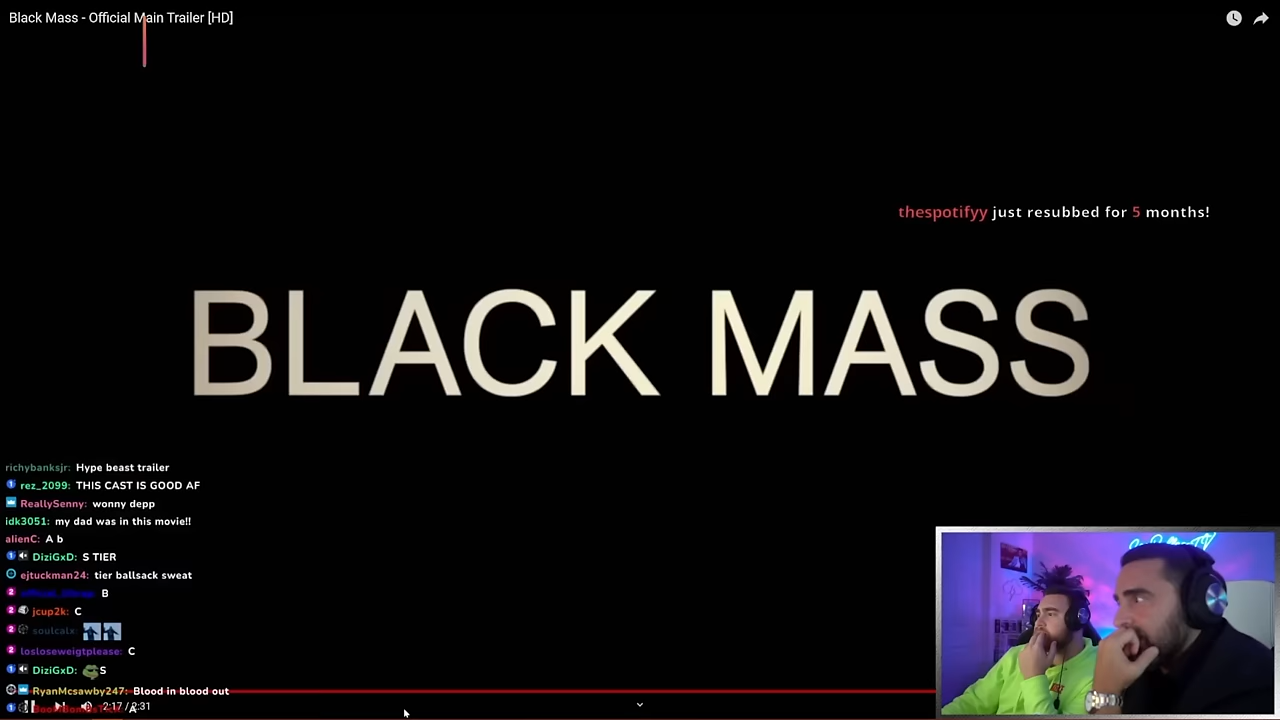 Black Mass - Official Main Trailer [HD]
thespotifyy just resubbed for 5 months!
BLACK MASS
richybanksjr: Hype beast trailer
rez_2099: THIS CAST IS GOOD AF
ReallySenny: wonny depp
idk3051: my dad was in this movie!!
alienC: A b
DiziGxD: S TIER
ejtuckman24: tier ballsack sweat
B
jcup2k: C
soulcalx:
losloseweigtplease: C
DiziGxD: S
RyanMcsawby247: Blood in blood out
2:17 / 2:31
A